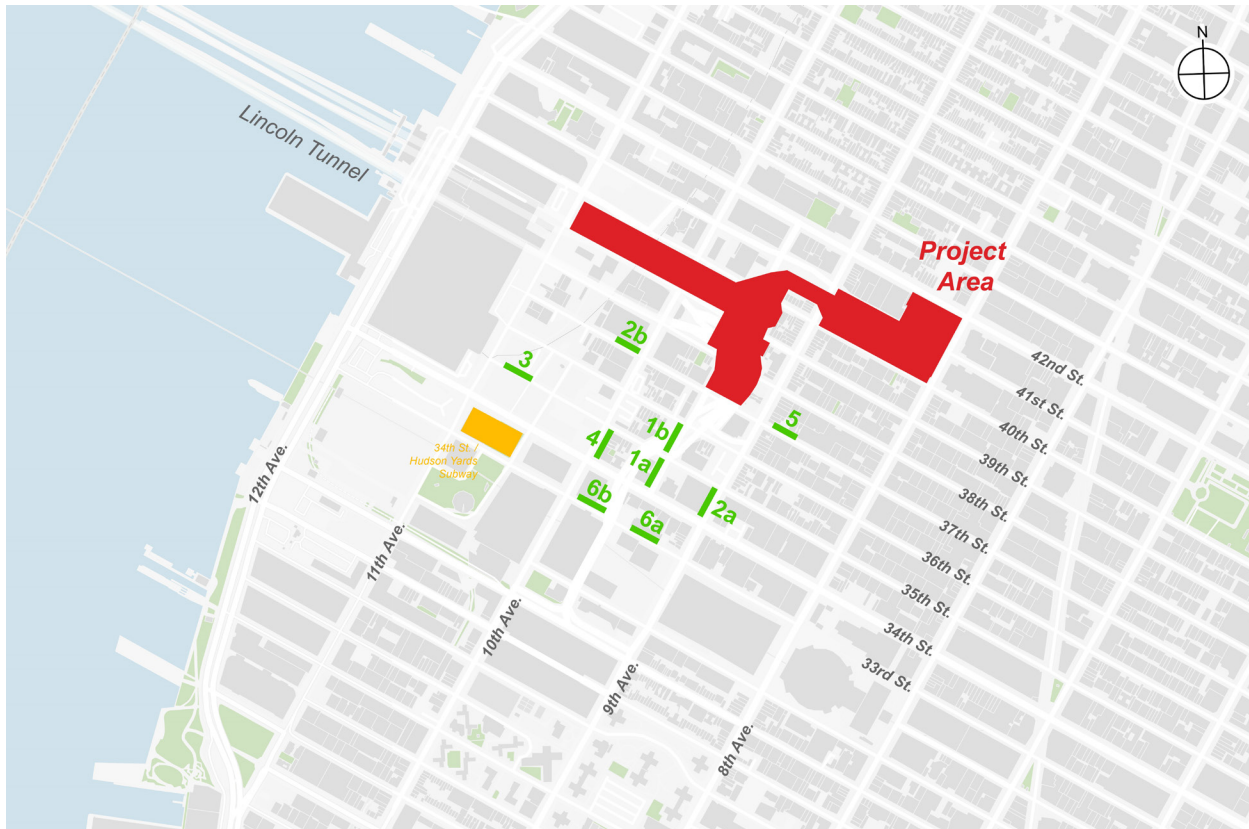 N
Lincoln Tunnel
Project
Area
42nd St.
41st St.
40th St.
39th St.
38th St.
37th St.
36th St.
35th St.
34th St.
33rd St.
2b
3
5
1b
4
1a
2a
6b
6a
34th St. /
Hudson Yards
Subway
12th Ave.
11th Ave.
10th Ave.
9th Ave.
8th Ave.